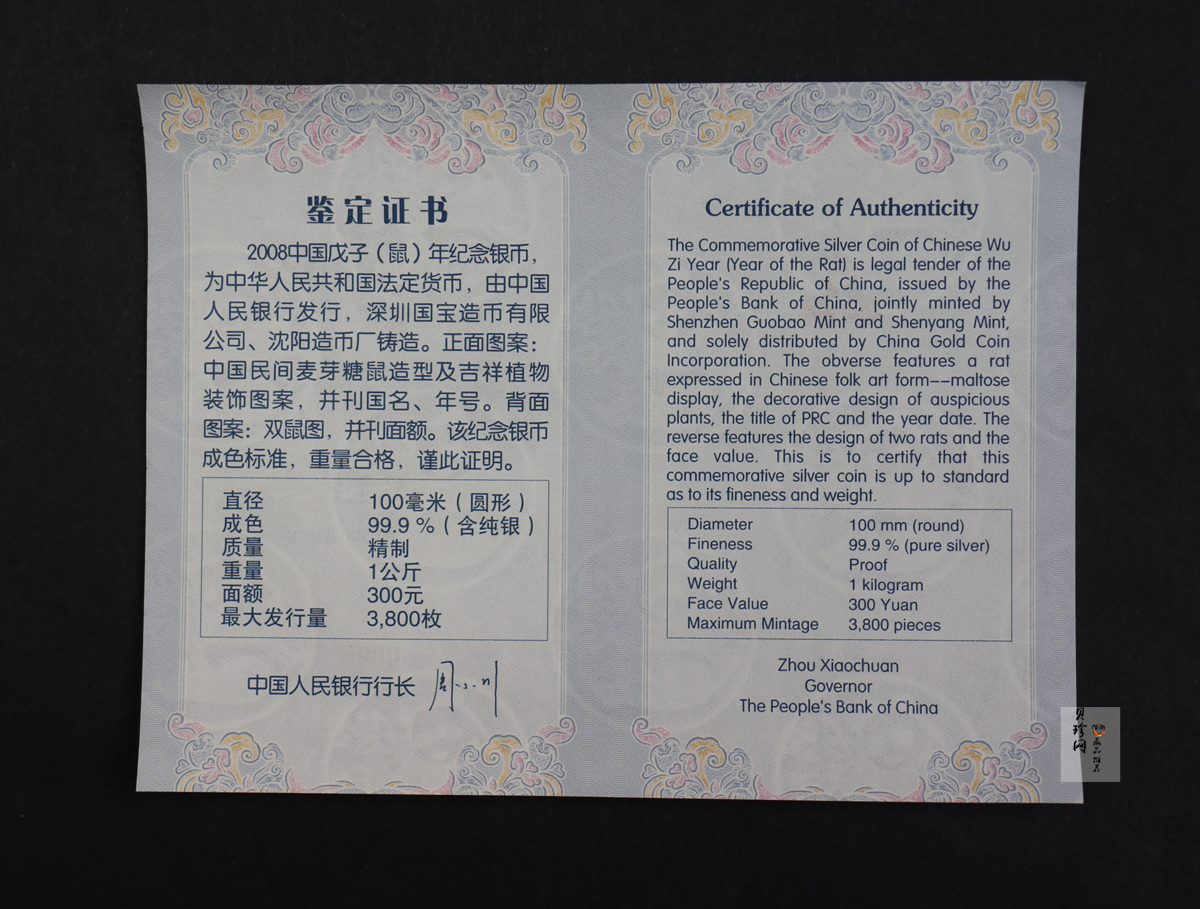 鉴定证书
2008中国戊子（鼠）年纪念银币，
为中华人民共和国法定货币，由中国
人民银行发行，深圳国宝造币有限
公司、沈阳造币厂铸造。正面图案：
中国民间麦芽糖鼠造型及吉祥植物
装饰图案，并刊国名、年号。背面
图案：双鼠图，并刊面额。该纪念银币
成色标准，重量合格，谨此证明。
直径 100毫米（圆形）
成色 99.9 %（含纯银）
质量 精制
重量 1公斤
面额 300元
最大发行量 3,800枚
中国人民银行行长 周小川
Certificate of Authenticity
The Commemorative Silver Coin of Chinese Wu
Zi Year (Year of the Rat) is legal tender of the
People's Republic of China, issued by the
People's Bank of China, jointly minted by
Shenzhen Guobao Mint and Shenyang Mint,
and solely distributed by China Gold Coin
Incorporation. The obverse features a rat
expressed in Chinese folk art form--maltose
display, the decorative design of auspicious
plants, the title of PRC and the year date. The
reverse features the design of two rats and the
face value. This is to certify that this
commemorative silver coin is up to standard
as to its fineness and weight.
Diameter 100 mm (round)
Fineness 99.9 % (pure silver)
Quality Proof
Weight 1 kilogram
Face Value 300 Yuan
Maximum Mintage 3,800 pieces
Zhou Xiaochuan
Governor
The People's Bank of China
贝珍网
藏品推荐